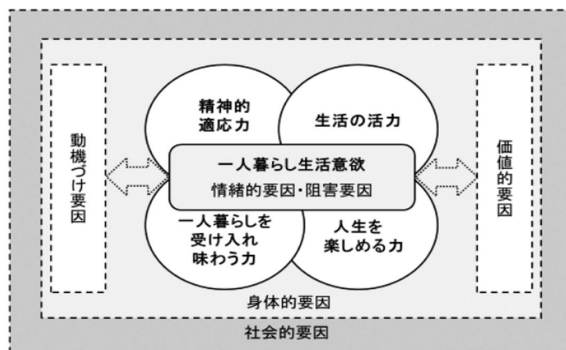 精神的
適応力
生活の活力
動機づけ要因
一人暮らし生活意欲
情緒的要因・阻害要因
価値的要因
一人暮らしを
受け入れ
味わう力
人生を
楽しめる力
身体的要因
社会的要因